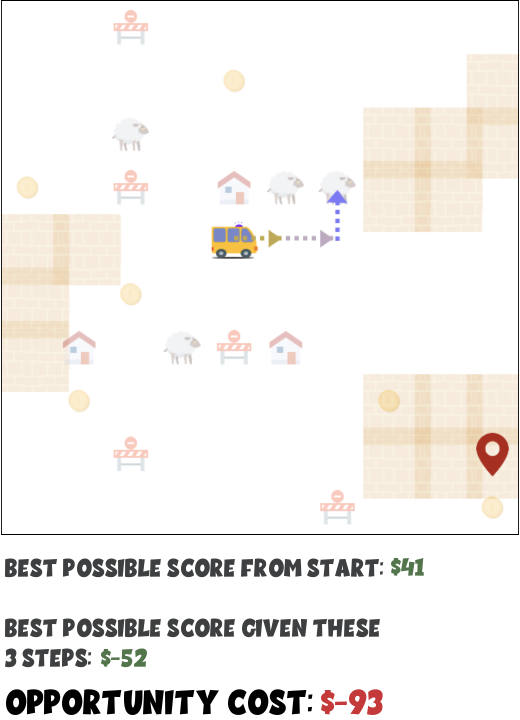 BEST POSSIBLE SCORE FROM START: $41
BEST POSSIBLE SCORE GIVEN THESE
3 STEPS: $-52
OPPORTUNITY COST: $-93